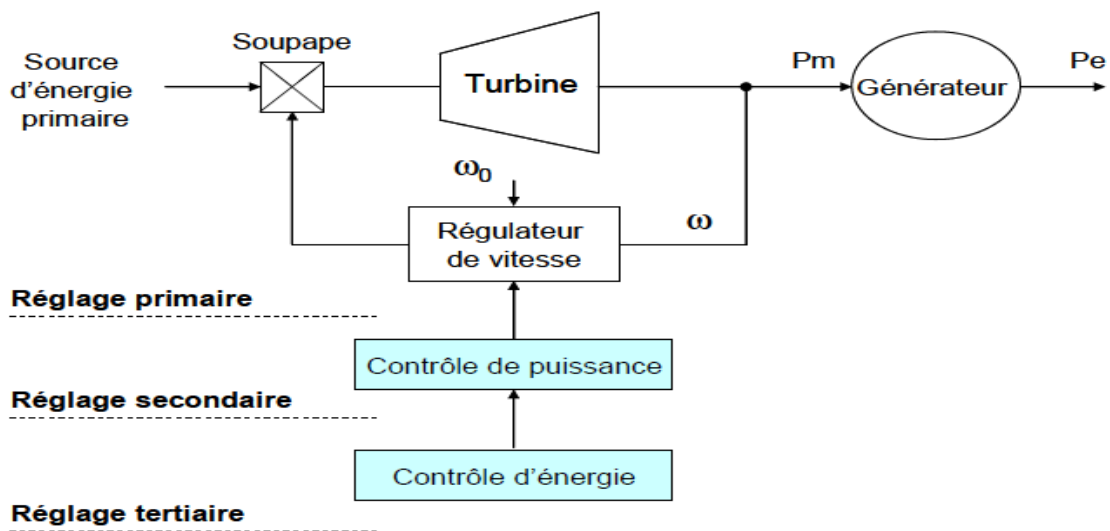 Soupape
Source
d'énergie
primaire
Turbine
Pm
Générateur
Pe
ω₀
Régulateur
de vitesse
ω
Réglage primaire
Contrôle de puissance
Réglage secondaire
Contrôle d'énergie
Réglage tertiaire